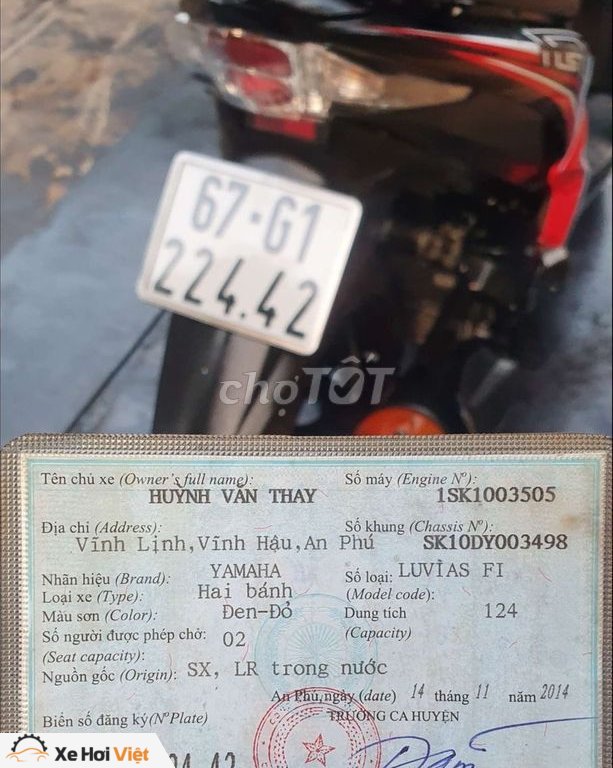 67-G1
224.42
chợTỐT
Tên chủ xe (Owner's full name): Số máy (Engine Nº):
HUỲNH VĂN THAY 1SK1003505
Địa chỉ (Address): Số khung (Chassis Nº):
Vĩnh Lịnh,Vĩnh Hậu,An Phú SK10DY003498
Nhãn hiệu (Brand): YAMAHA Số loại: LUVÌAS FI
Loại xe (Type): Hai bánh (Model code):
Màu sơn (Color): Đen-Đỏ Dung tích 124
Số người được phép chở: 02 (Capacity)
(Seat capacity):
Nguồn gốc (Origin): SX, LR trong nước
An Phú,ngày (date) 14 tháng 11 năm 2014
Biển số đăng ký(Nº Plate) TRƯỞNG CA HUYỆN
Xe Hơi Việt